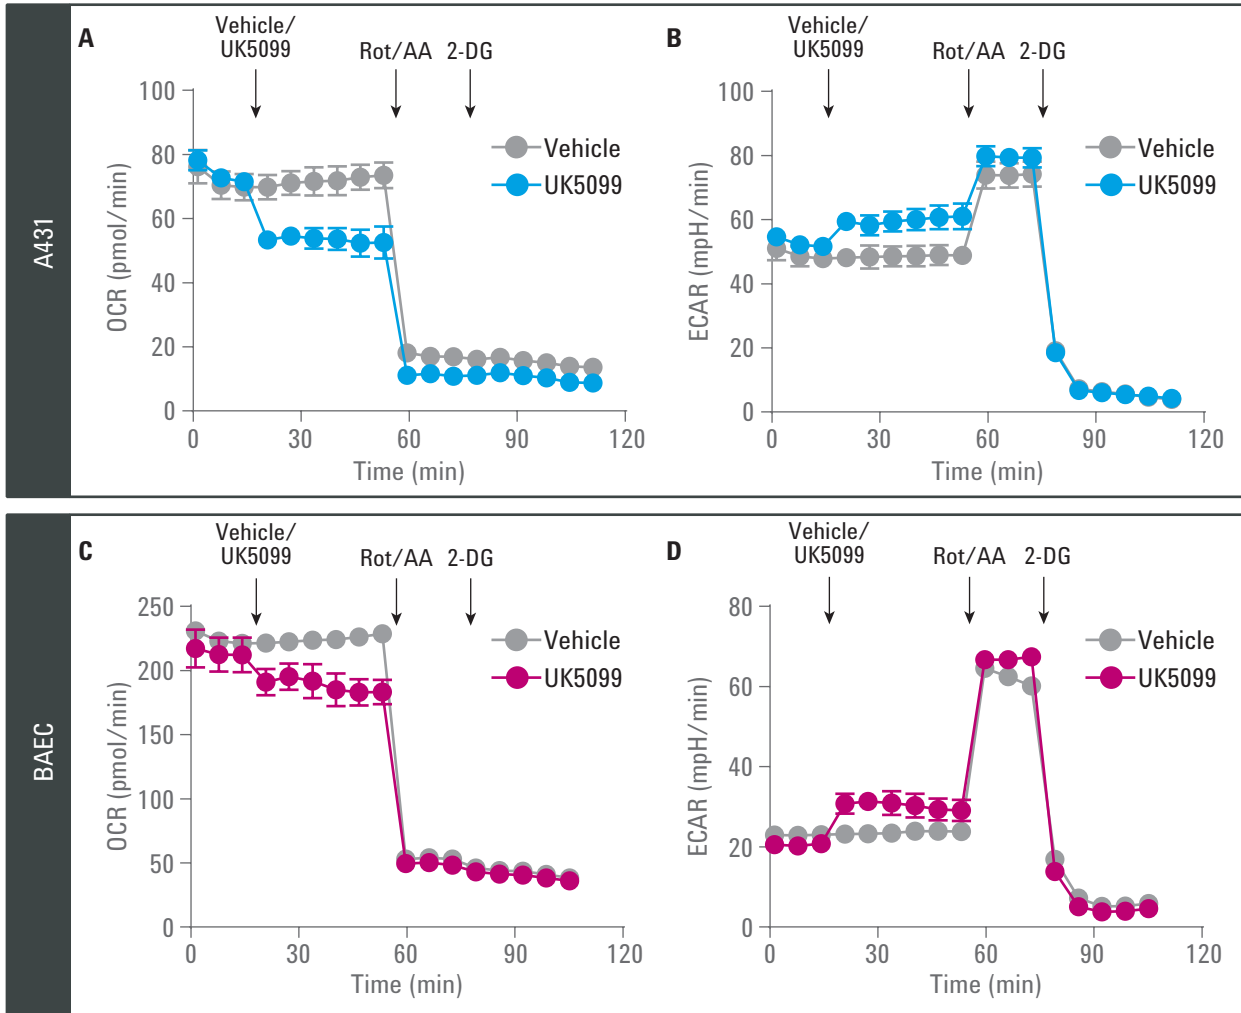 A431
A
Vehicle/
UK5099
Rot/AA
2-DG
Vehicle
UK5099
OCR (pmol/min)
100
80
60
40
20
0
0
30
60
90
120
Time (min)
B
Vehicle/
UK5099
Rot/AA
2-DG
Vehicle
UK5099
ECAR (mpH/min)
100
80
60
40
20
0
0
30
60
90
120
Time (min)
BAEC
C
Vehicle/
UK5099
Rot/AA
2-DG
Vehicle
UK5099
OCR (pmol/min)
250
200
150
100
50
0
0
30
60
90
120
Time (min)
D
Vehicle/
UK5099
Rot/AA
2-DG
Vehicle
UK5099
ECAR (mpH/min)
80
60
40
20
0
0
30
60
90
120
Time (min)